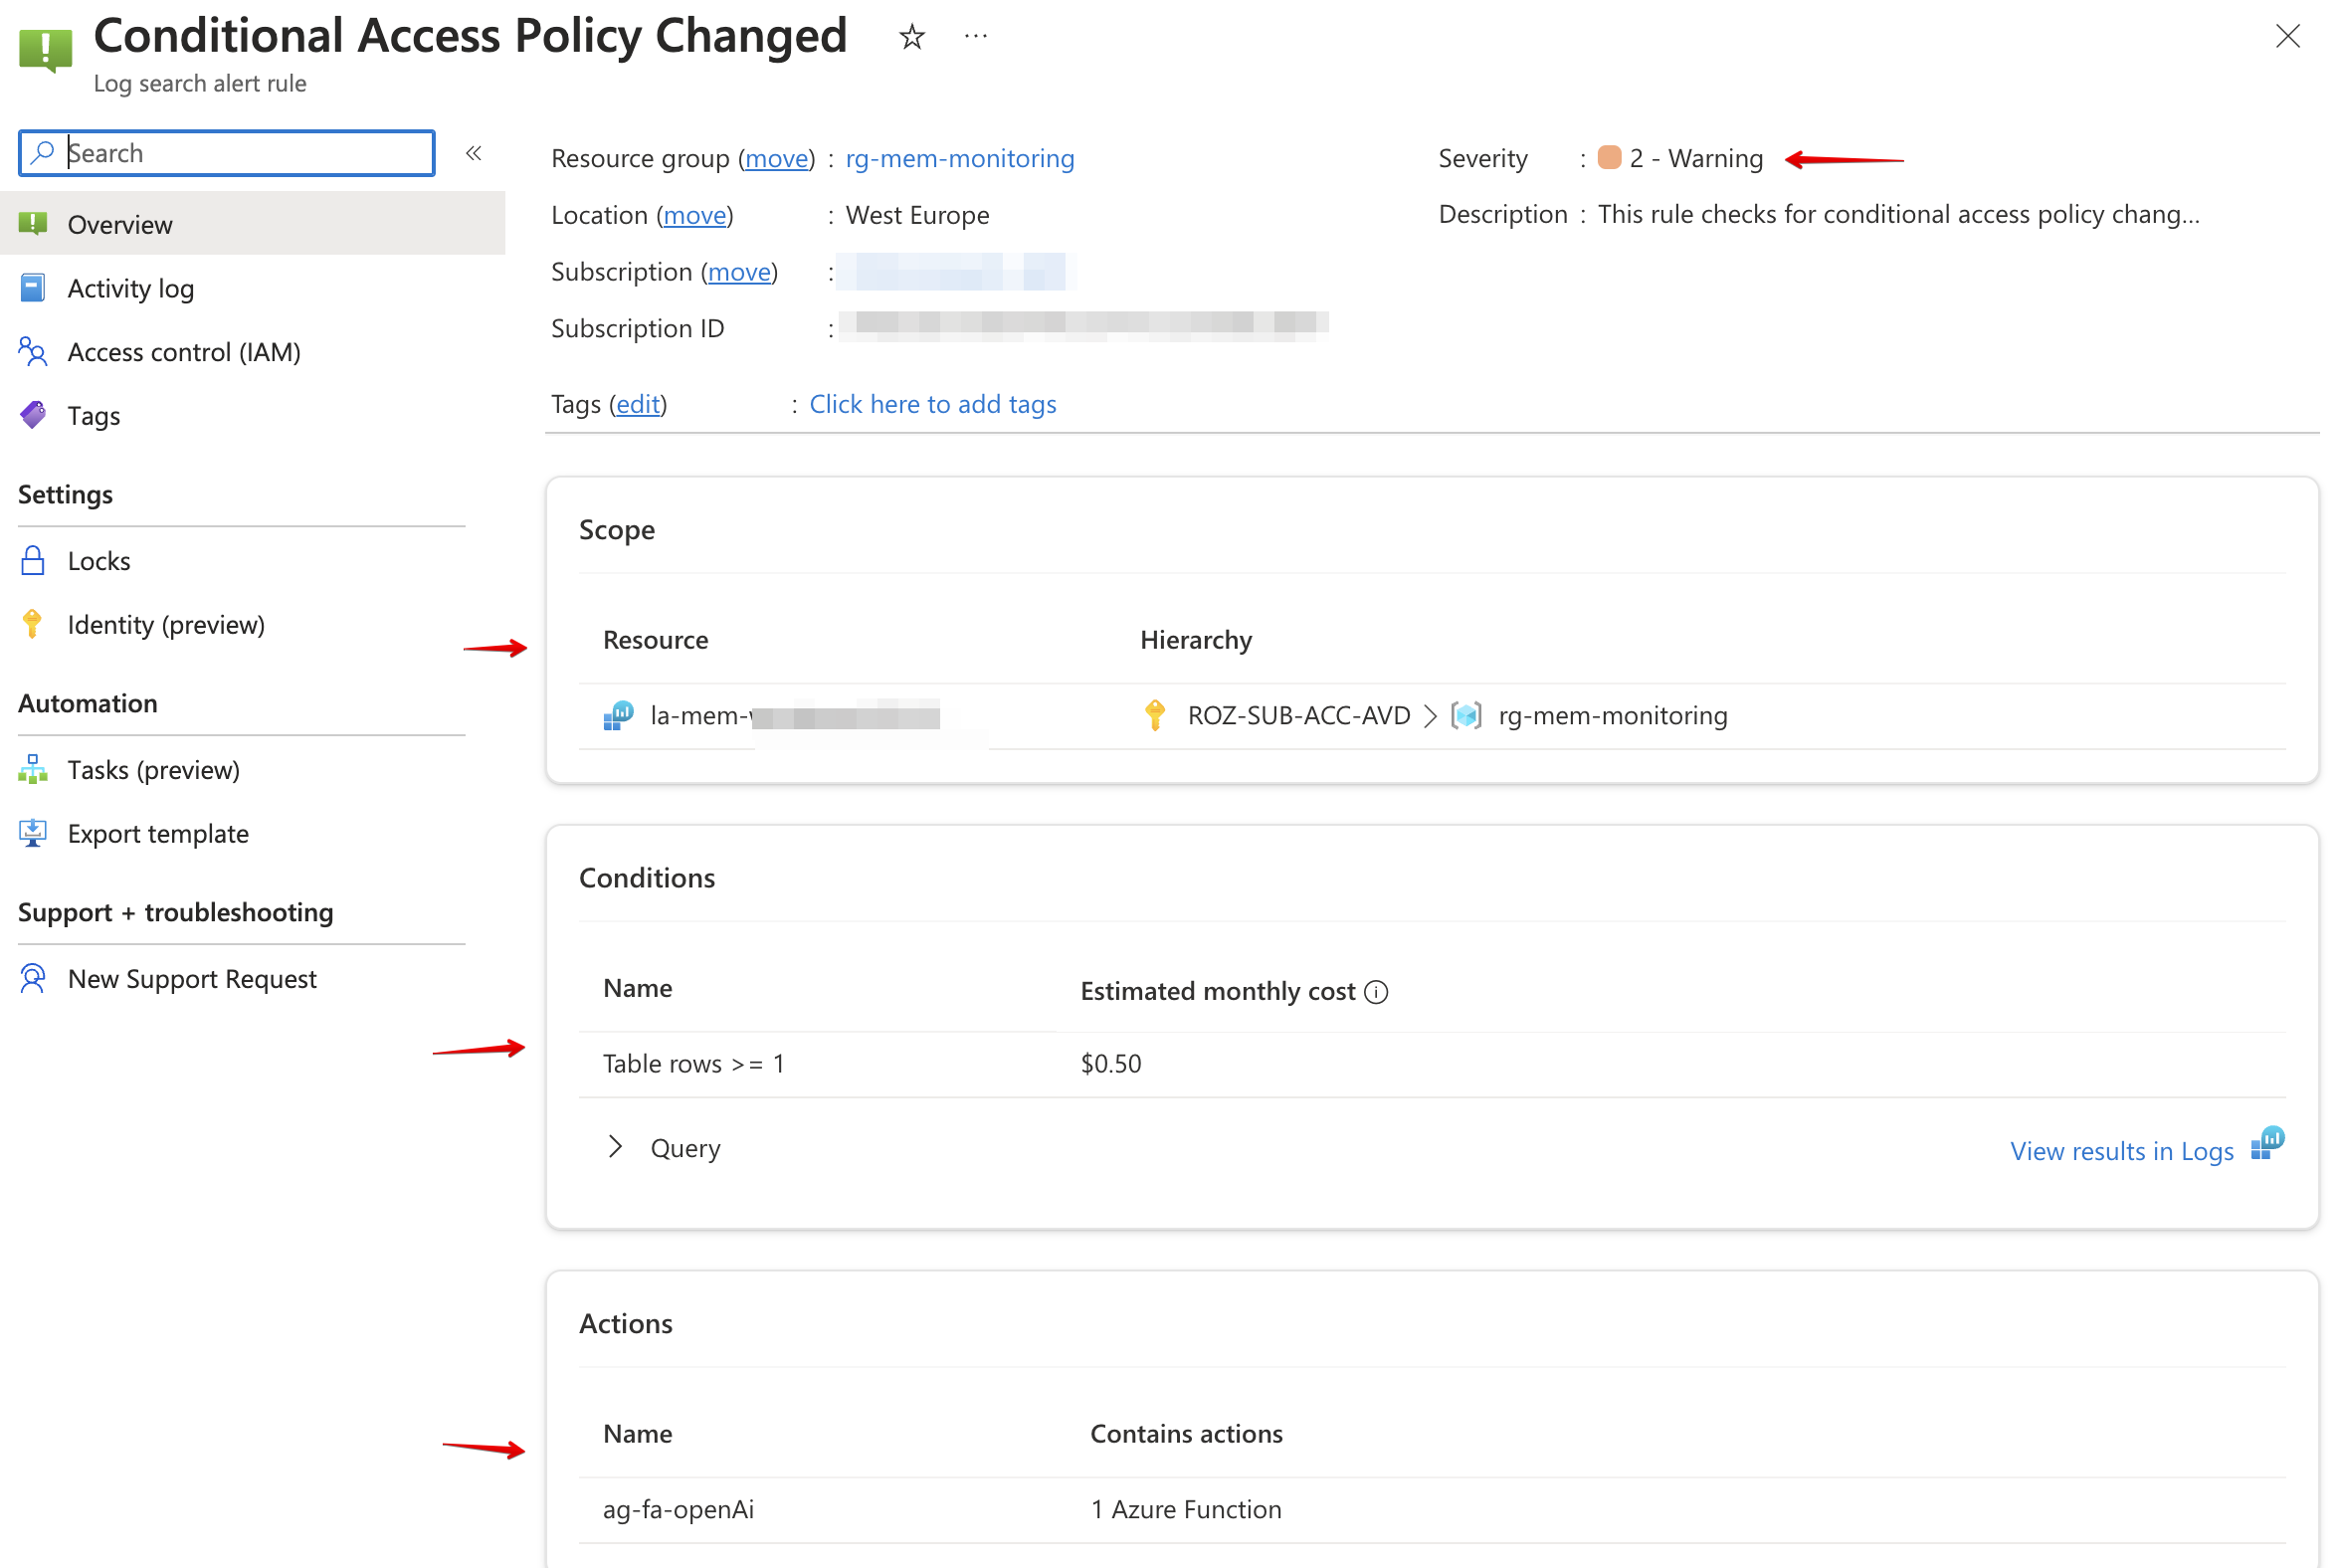 Conditional Access Policy Changed
Log search alert rule
Search
Overview
Activity log
Access control (IAM)
Tags
Settings
Locks
Identity (preview)
Automation
Tasks (preview)
Export template
Support + troubleshooting
New Support Request
Resource group (move) : rg-mem-monitoring
Location (move) : West Europe
Subscription (move) :
Subscription ID :
Tags (edit) : Click here to add tags
Severity : 2 - Warning
Description : This rule checks for conditional access policy chang...
Scope
Resource Hierarchy
la-mem- ROZ-SUB-ACC-AVD > rg-mem-monitoring
Conditions
Name Estimated monthly cost
Table rows >= 1 $0.50
Query View results in Logs
Actions
Name Contains actions
ag-fa-openAi 1 Azure Function